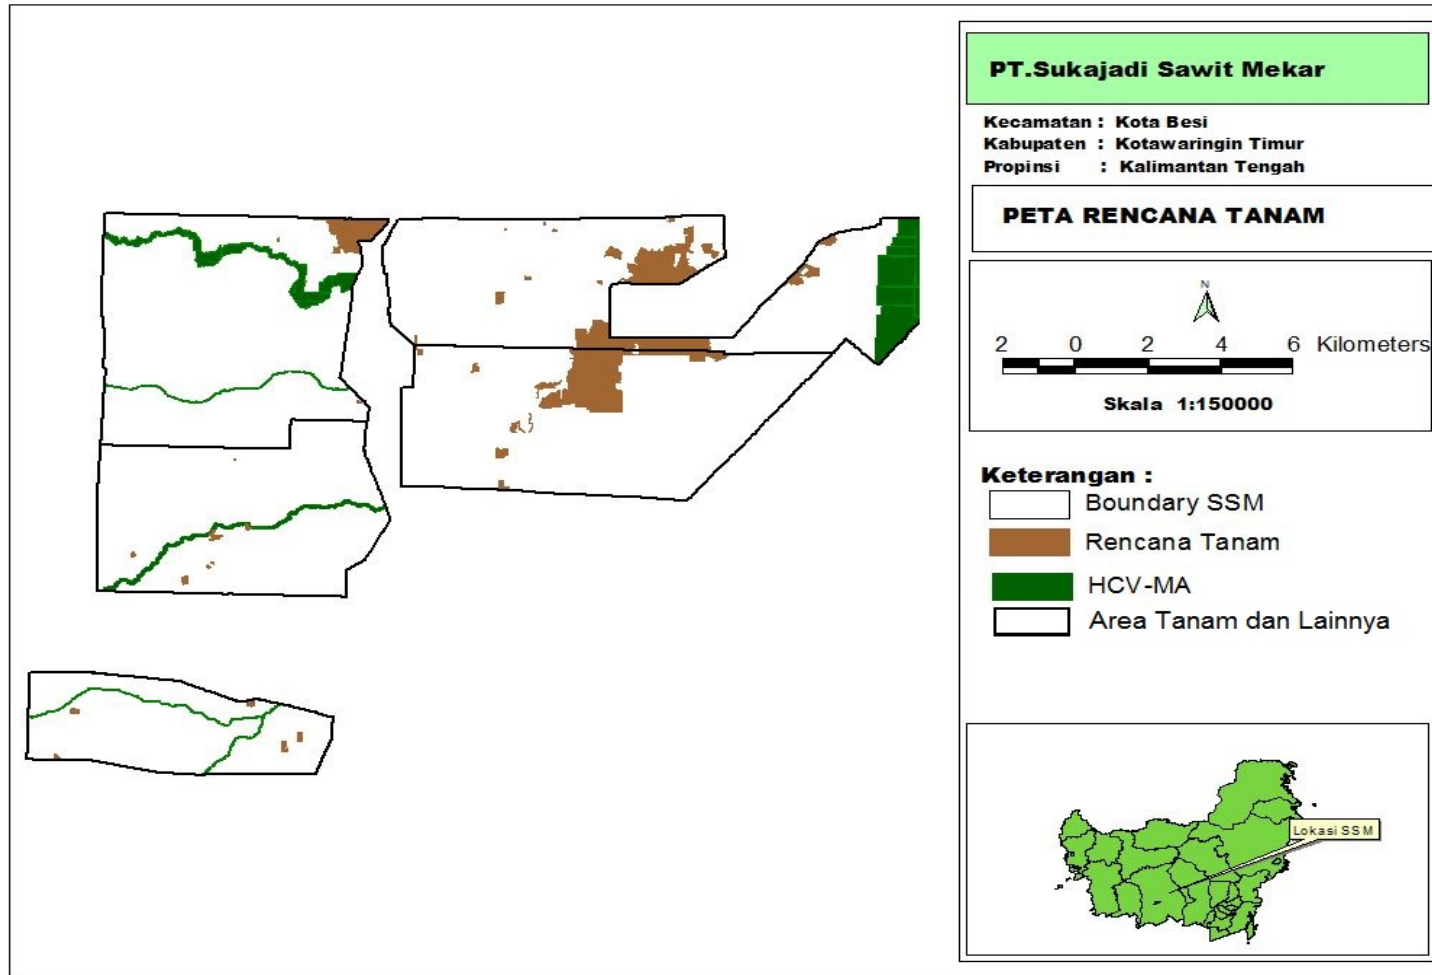 PT.Sukajadi Sawit Mekar
Kecamatan : Kota Besi
Kabupaten : Kotawaringin Timur
Propinsi : Kalimantan Tengah
PETA RENCANA TANAM
N
2 0 2 4 6 Kilometers
Skala 1:150000
Keterangan :
Boundary SSM
Rencana Tanam
HCV-MA
Area Tanam dan Lainnya
Lokasi SSM